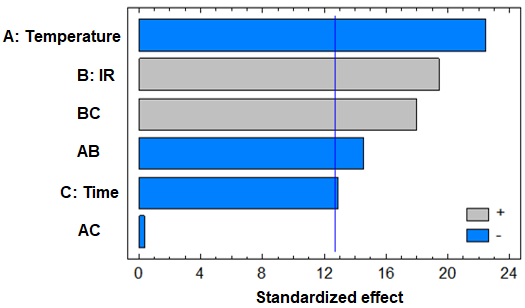 A: Temperature
B: IR
BC
AB
C: Time
AC
+
-
0 4 8 12 16 20 24
Standardized effect